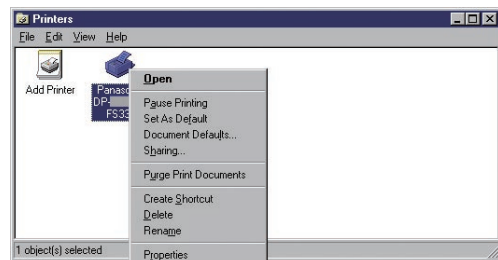 Printers
File Edit View Help
Add Printer
DP-
FS33
Open
Pause Printing
Set As Default
Document Defaults...
Sharing...
Purge Print Documents
Create Shortcut
Delete
Rename
Properties
1 object(s) selected